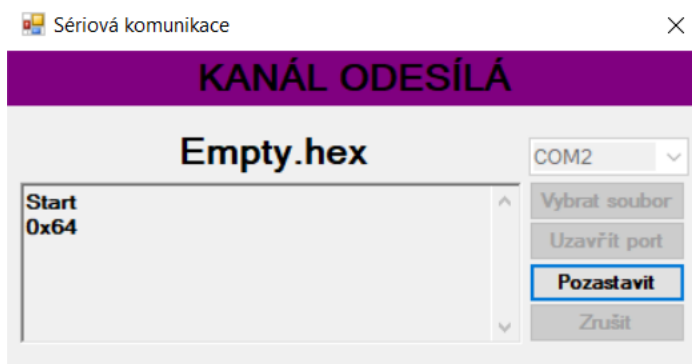 Sériová komunikace
KANÁL ODESÍLÁ
Empty.hex
COM2
Start
0x64
Vybrat soubor
Uzavřít port
Pozastavit
Zrušit